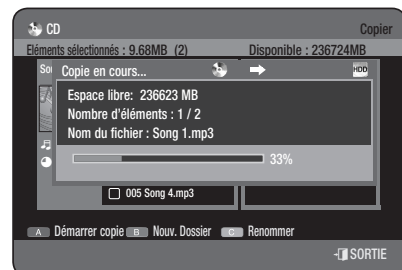 CD
Copier
Eléments sélectionnés : 9.68MB (2)
Disponible : 236724MB
Copie en cours...
HDD
Espace libre: 236623 MB
Nombre d'éléments : 1 / 2
Nom du fichier : Song 1.mp3
33%
005 Song 4.mp3
A Démarrer copie B Nouv. Dossier C Renommer
SORTIE